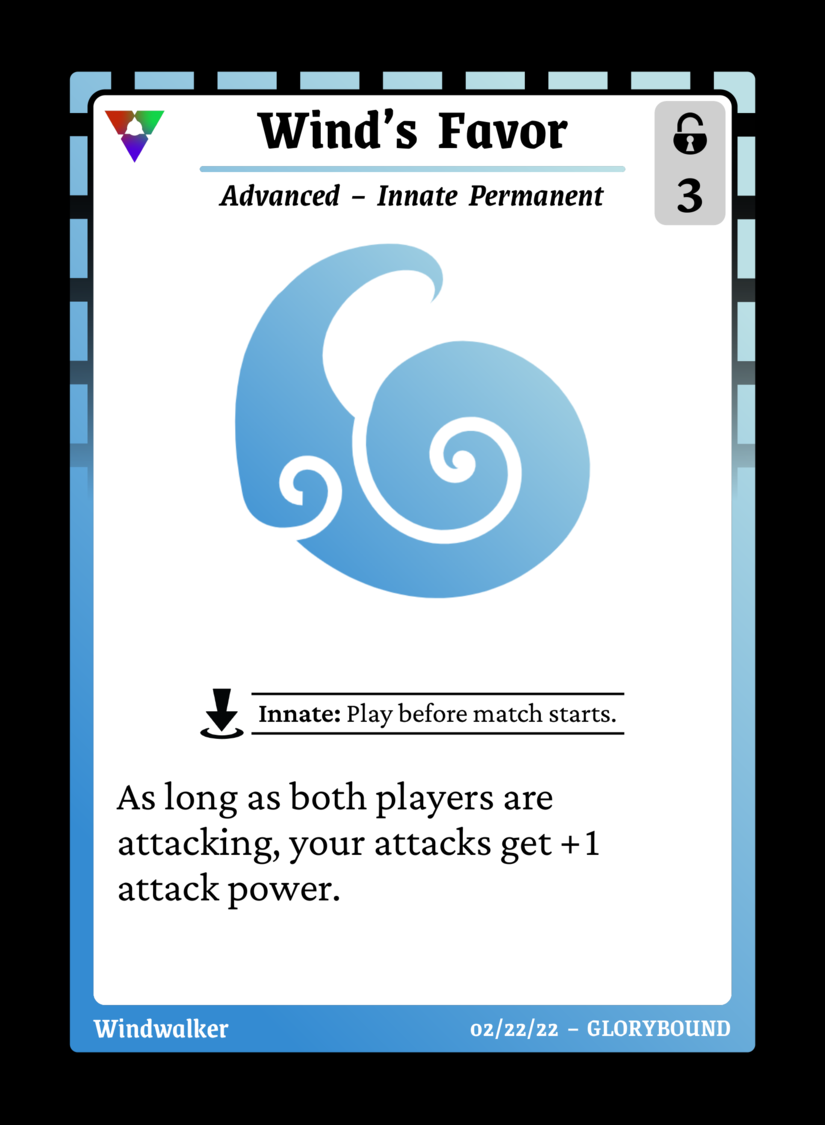 Wind's Favor
3
Advanced – Innate Permanent
Innate: Play before match starts.
As long as both players are
attacking, your attacks get +1
attack power.
Windwalker
02/22/22 – GLORYBOUND